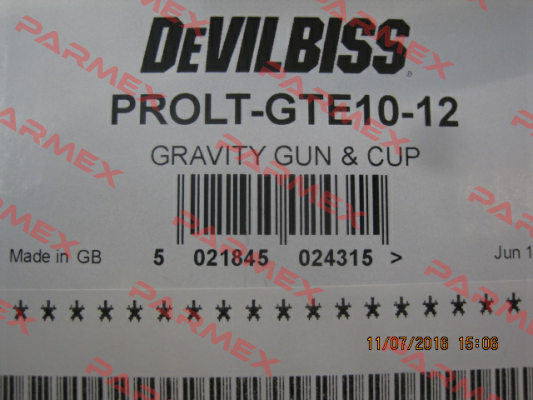 DEVILBISS
PROLT-GTE10-12
GRAVITY GUN & CUP
Made in GB 5 021845 024315 > Jun 1
* * * * * * * * * * * * * * * * * *
11/07/2016 15:06
PARMEX